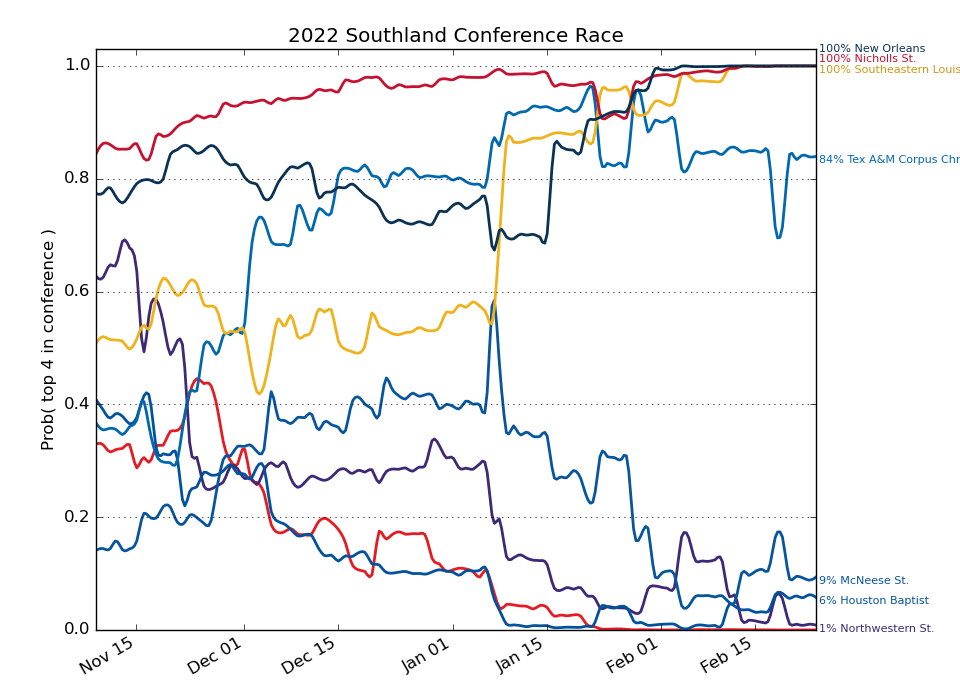 2022 Southland Conference Race
Prob( top 4 in conference )
1.0
0.8
0.6
0.4
0.2
0.0
Nov 15
Dec 01
Dec 15
Jan 01
Jan 15
Feb 01
Feb 15
100% New Orleans
100% Nicholls St.
100% Southeastern Louis
84% Tex A&M Corpus Chr
9% McNeese St.
6% Houston Baptist
1% Northwestern St.